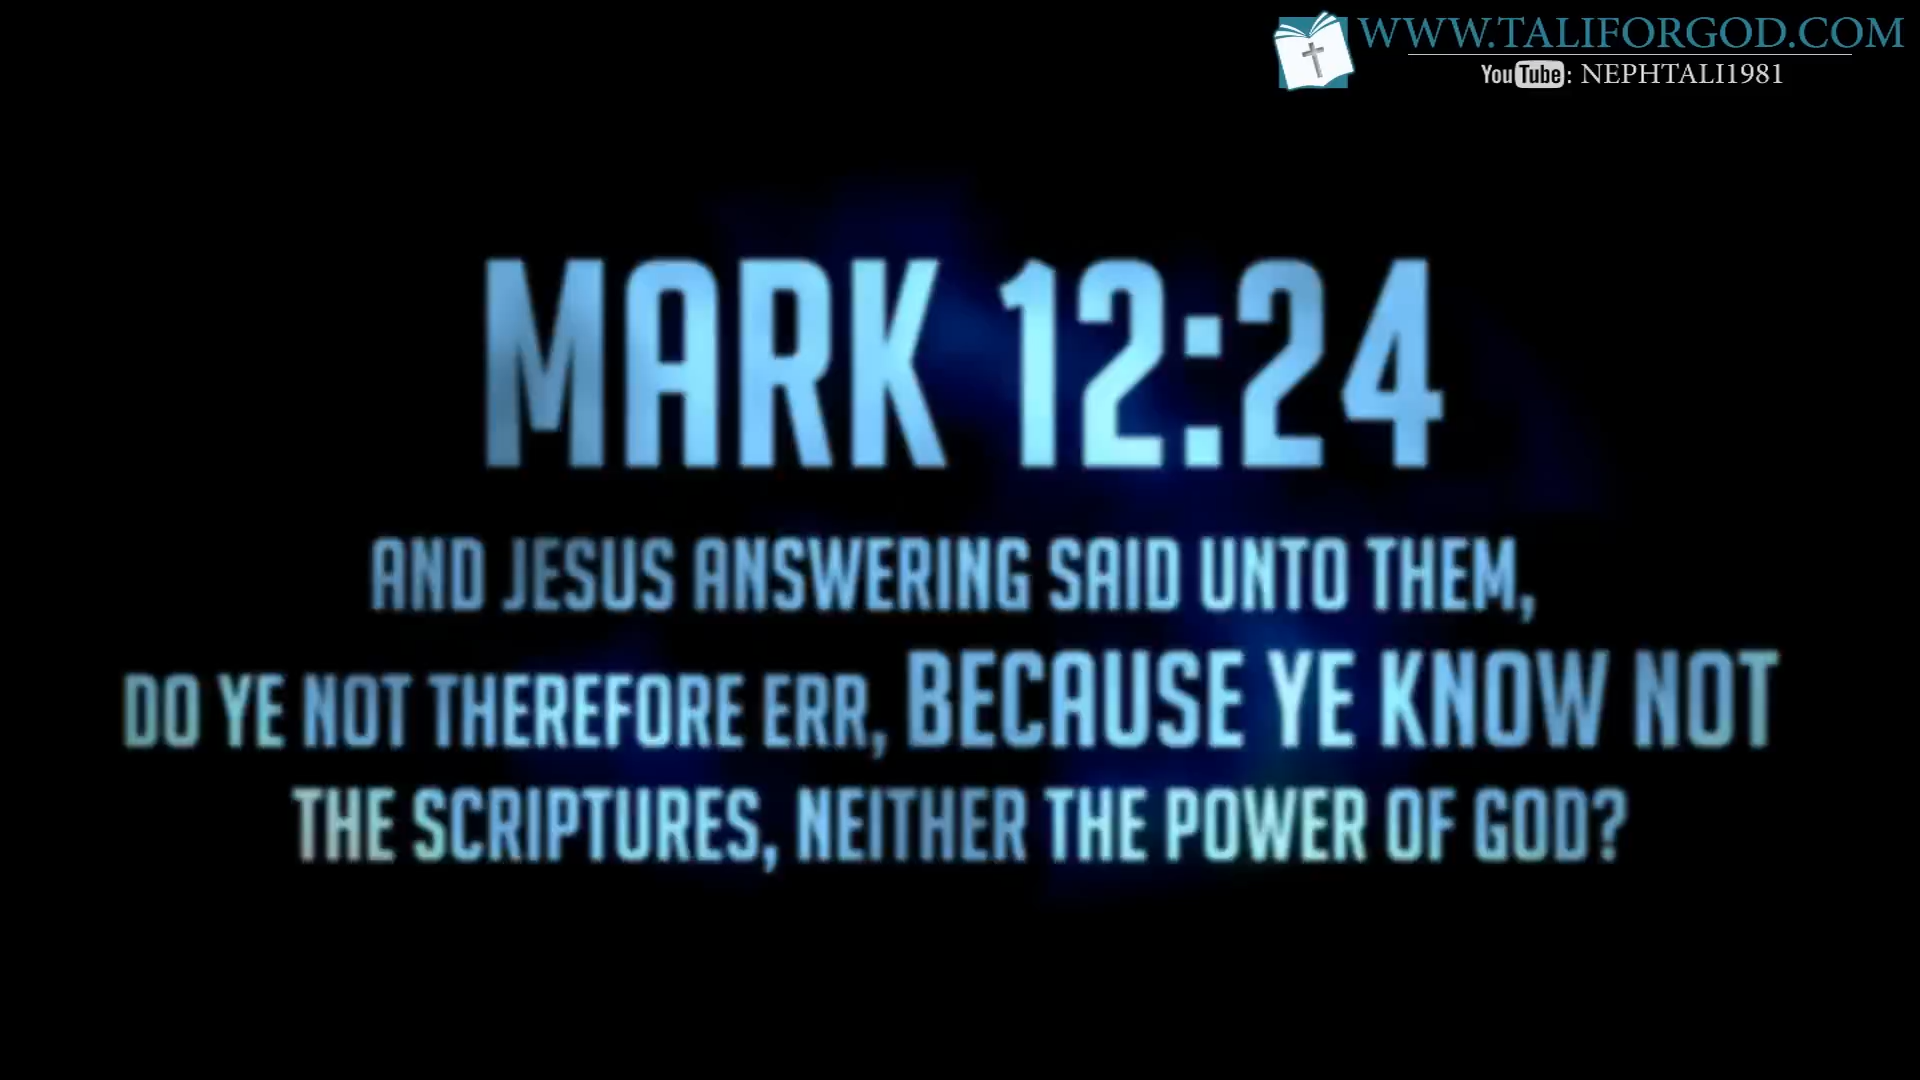 WWW.TALIFORGOD.COM
YouTube: NEPHTALI1981
MARK 12:24
AND JESUS ANSWERING SAID UNTO THEM,
DO YE NOT THEREFORE ERR, BECAUSE YE KNOW NOT
THE SCRIPTURES, NEITHER THE POWER OF GOD?